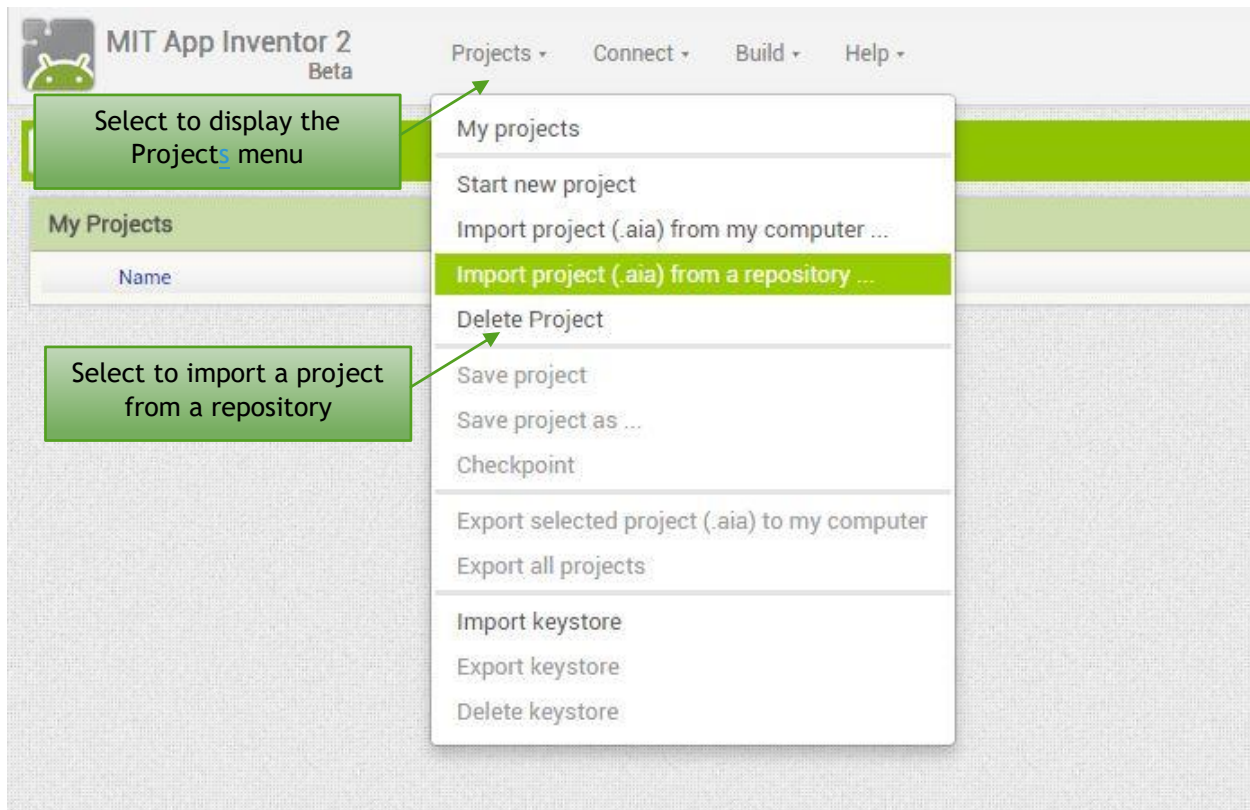 MIT App Inventor 2
Beta
Projects
Connect
Build
Help
Select to display the
Projects menu
My projects
Start new project
My Projects
Import project (.aia) from my computer ...
Name
Import project (.aia) from a repository ...
Delete Project
Select to import a project
from a repository
Save project
Save project as ...
Checkpoint
Export selected project (.aia) to my computer
Export all projects
Import keystore
Export keystore
Delete keystore